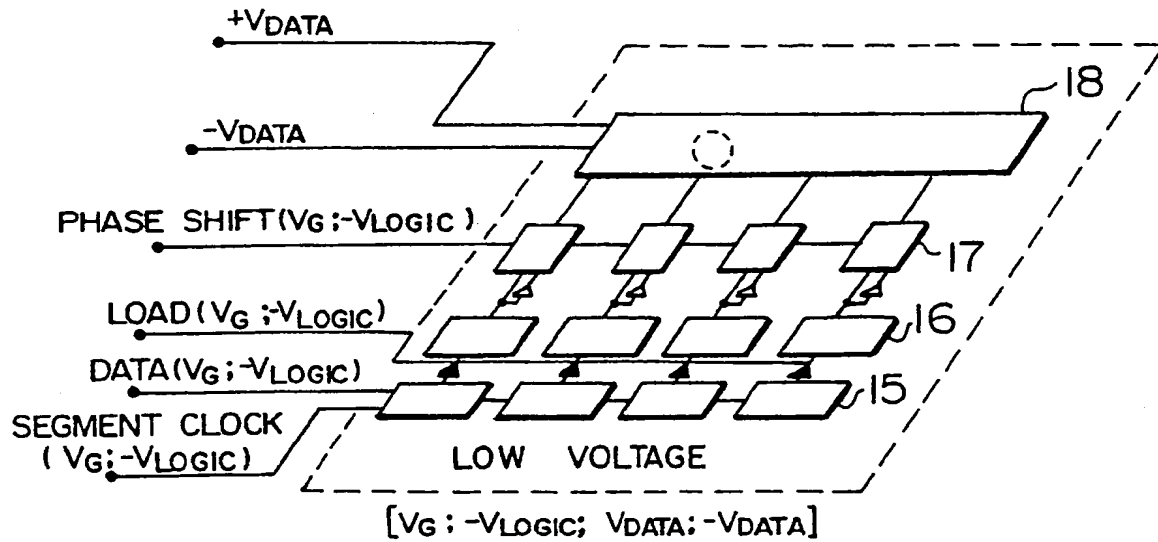 +VDATA
18
-VDATA
PHASE SHIFT(VG;-VLOGIC)
17
LOAD(VG;-VLOGIC)
16
DATA(VG;-VLOGIC)
15
SEGMENT CLOCK
(VG;-VLOGIC)
LOW VOLTAGE
[VG; -VLOGIC; VDATA; -VDATA]